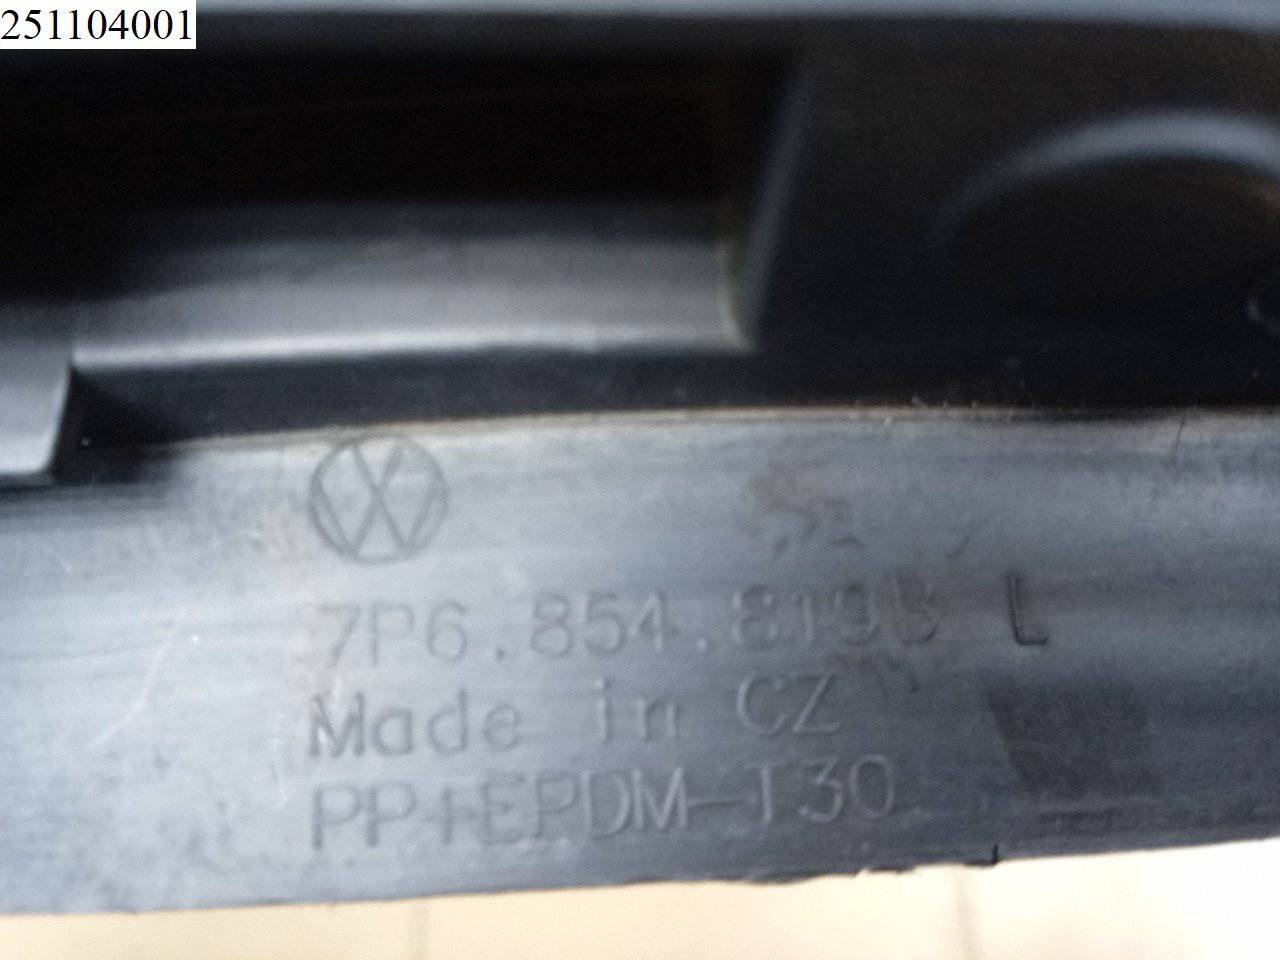 251104001
7P6.854.819B L
Made in CZ
PP+EPDM-T30